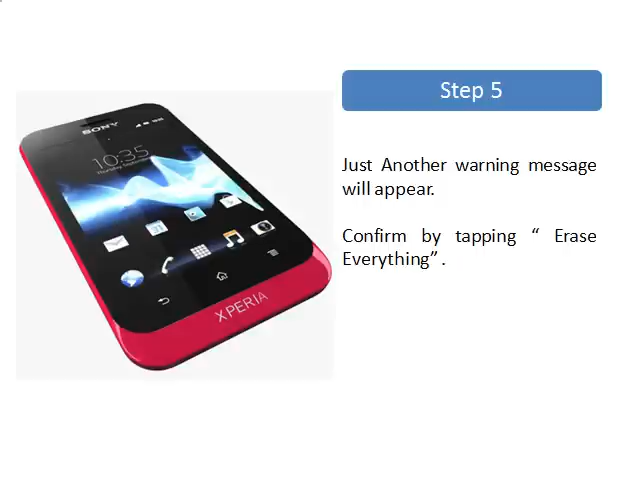 Step 5
Just Another warning message
will appear.
Confirm by tapping “ Erase
Everything” .
SONY
10:35
XPERIA